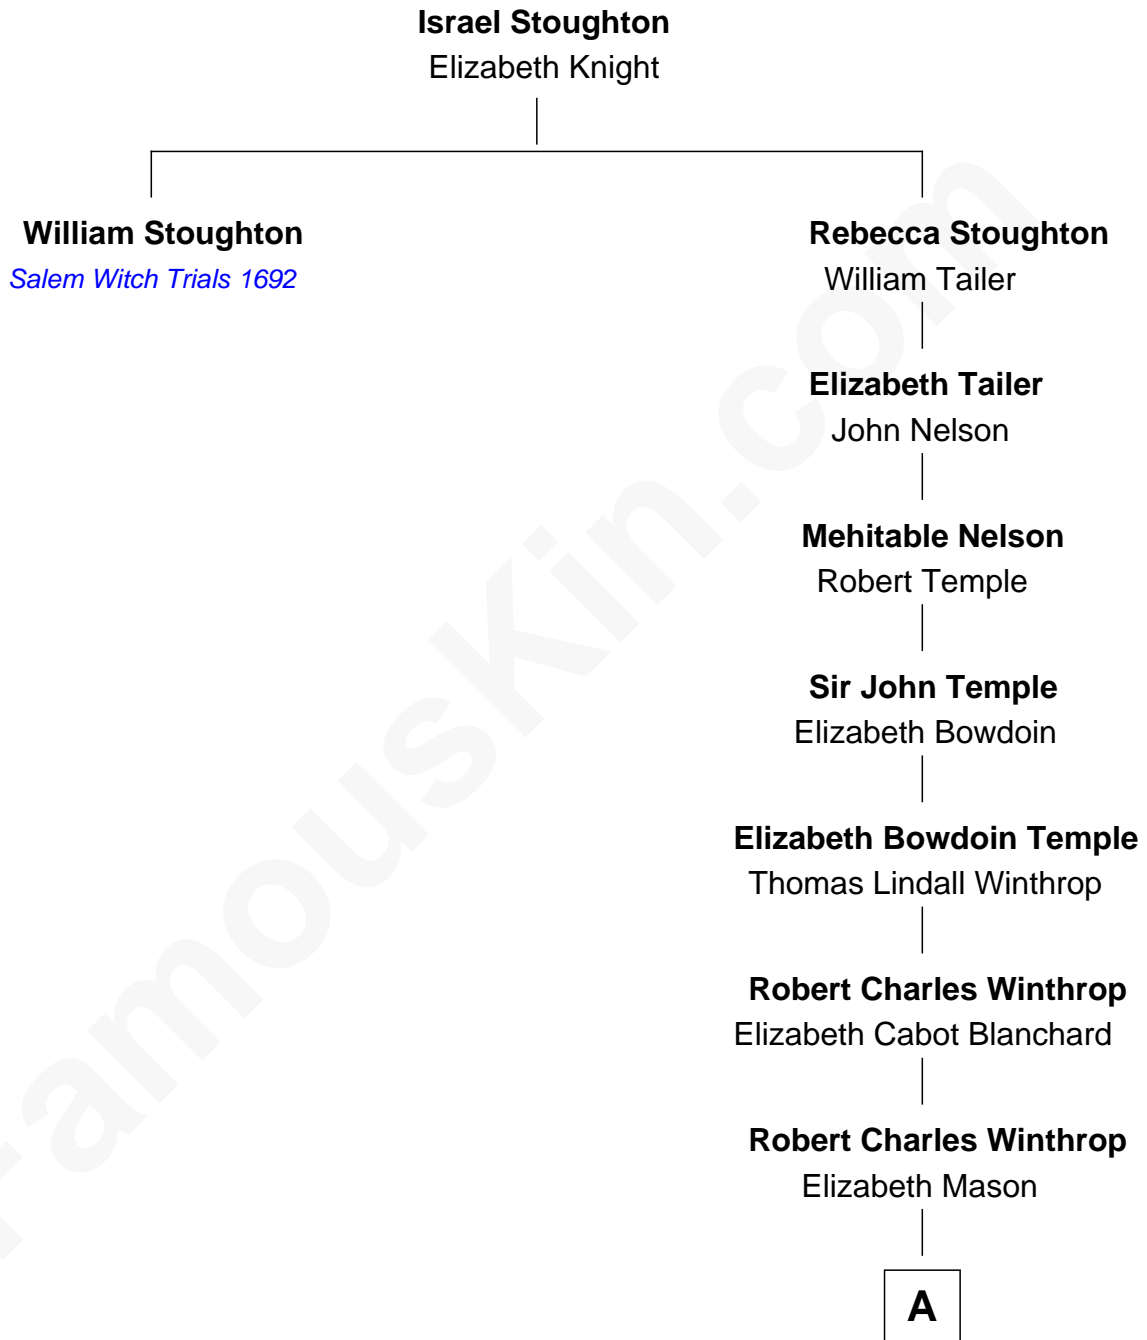 Israel Stoughton
Elizabeth Knight
William Stoughton
Salem Witch Trials 1692
Rebecca Stoughton
William Tailer
Elizabeth Tailer
John Nelson
Mehitable Nelson
Robert Temple
Sir John Temple
Elizabeth Bowdoin
Elizabeth Bowdoin Temple
Thomas Lindall Winthrop
Robert Charles Winthrop
Elizabeth Cabot Blanchard
Robert Charles Winthrop
Elizabeth Mason
A
FamousKin.com